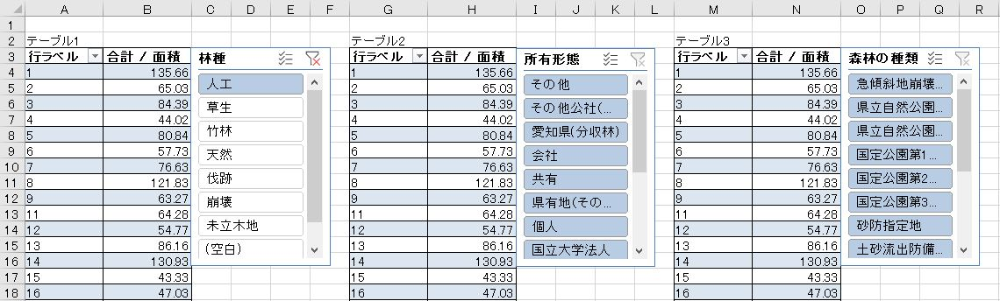 A B C D E F G H I J K L M N O P Q R
1
2 テーブル1 テーブル2 テーブル3
3 行ラベル 合計 / 面積 林種 行ラベル 合計 / 面積 所有形態 行ラベル 合計 / 面積 森林の種類
4 1 135.66 人工 1 135.66 その他 1 135.66 急傾斜地崩壊...
5 2 65.03 草生 2 65.03 その他公社(... 2 65.03 県立自然公園...
6 3 84.39 竹林 3 84.39 愛知県(分収林) 3 84.39 県立自然公園...
7 4 44.02 4 44.02 4 44.02
8 5 80.84 天然 5 80.84 会社 5 80.84 国定公園第1...
9 6 57.73 伐跡 6 57.73 共有 6 57.73 国定公園第2...
10 7 76.63 7 76.63 7 76.63
11 8 121.83 崩壊 8 121.83 県有地(その... 8 121.83 国定公園第3...
12 9 63.27 未立木地 9 63.27 個人 9 63.27 砂防指定地
13 11 64.28 (空白) 11 64.28 国立大学法人 11 64.28 土砂流出防備...
14 12 54.77 12 54.77 12 54.77
15 13 86.16 13 86.16 13 86.16
16 14 130.93 14 130.93 14 130.93
17 15 43.33 15 43.33 15 43.33
18 16 47.03 16 47.03 16 47.03